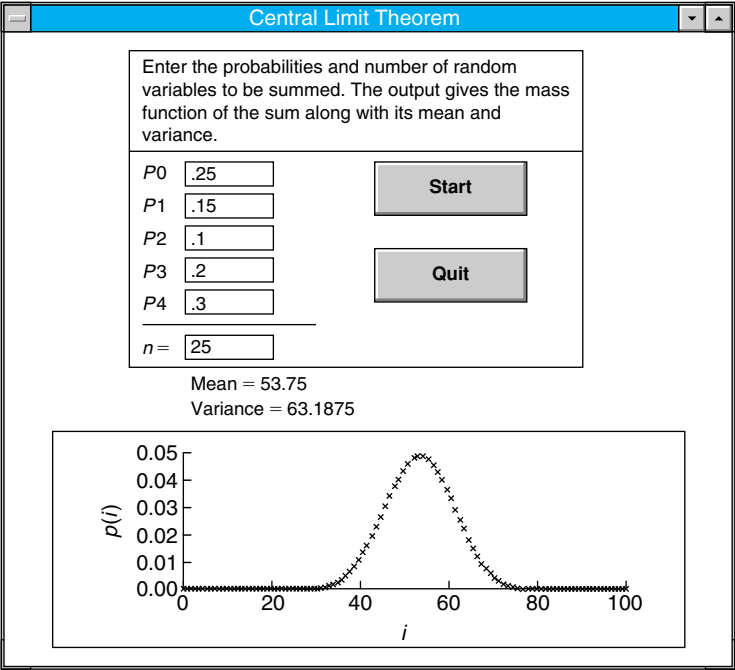 Central Limit Theorem
Enter the probabilities and number of random
variables to be summed. The output gives the mass
function of the sum along with its mean and
variance.
P0 .25
P1 .15
P2 .1
P3 .2
P4 .3
n = 25
Start
Quit
Mean = 53.75
Variance = 63.1875
0.05
0.04
0.03
0.02
0.01
0.00
p(i)
0 20 40 60 80 100
i